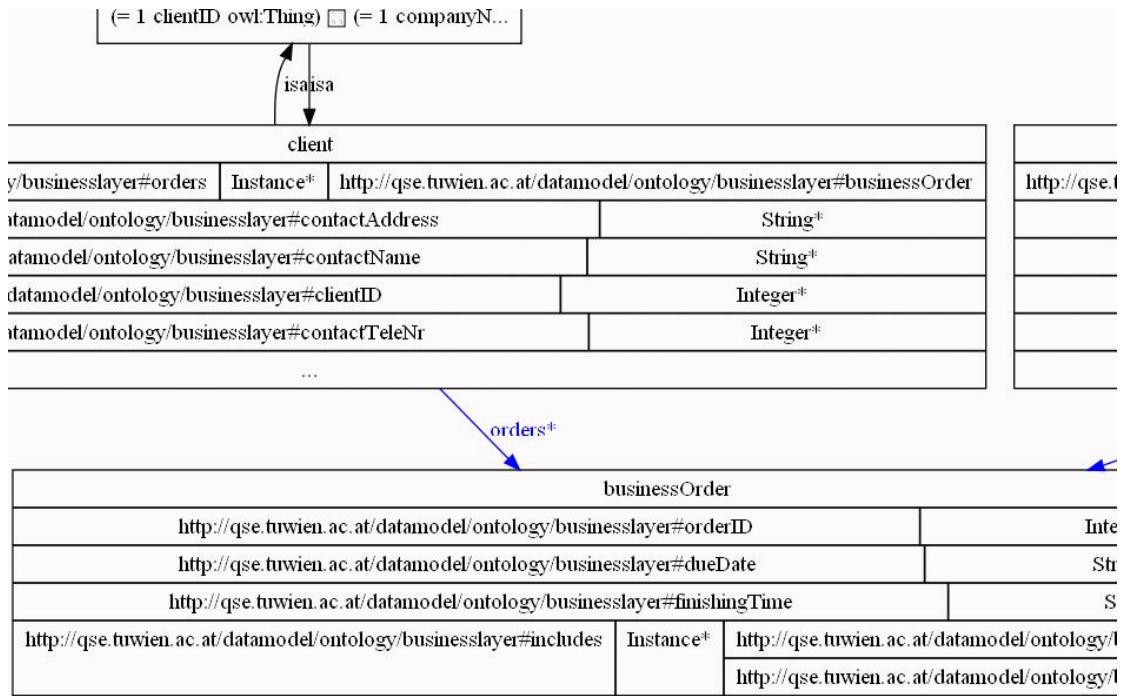 (= 1 clientID owl:Thing) (= 1 companyN...
isa isa
client
y/businesslayer#orders Instance* http://qse.tuwien.ac.at/datamodel/ontology/businesslayer#businessOrder http://qse.t
atamodel/ontology/businesslayer#contactAddress String*
atamodel/ontology/businesslayer#contactName String*
datamodel/ontology/businesslayer#clientID Integer*
atamodel/ontology/businesslayer#contactTeleNr Integer*
...
orders*
businessOrder
http://qse.tuwien.ac.at/datamodel/ontology/businesslayer#orderID Inte
http://qse.tuwien.ac.at/datamodel/ontology/businesslayer#dueDate Str
http://qse.tuwien.ac.at/datamodel/ontology/businesslayer#finishingTime S
http://qse.tuwien.ac.at/datamodel/ontology/businesslayer#includes Instance* http://qse.tuwien.ac.at/datamodel/ontology/b
http://qse.tuwien.ac.at/datamodel/ontology/b